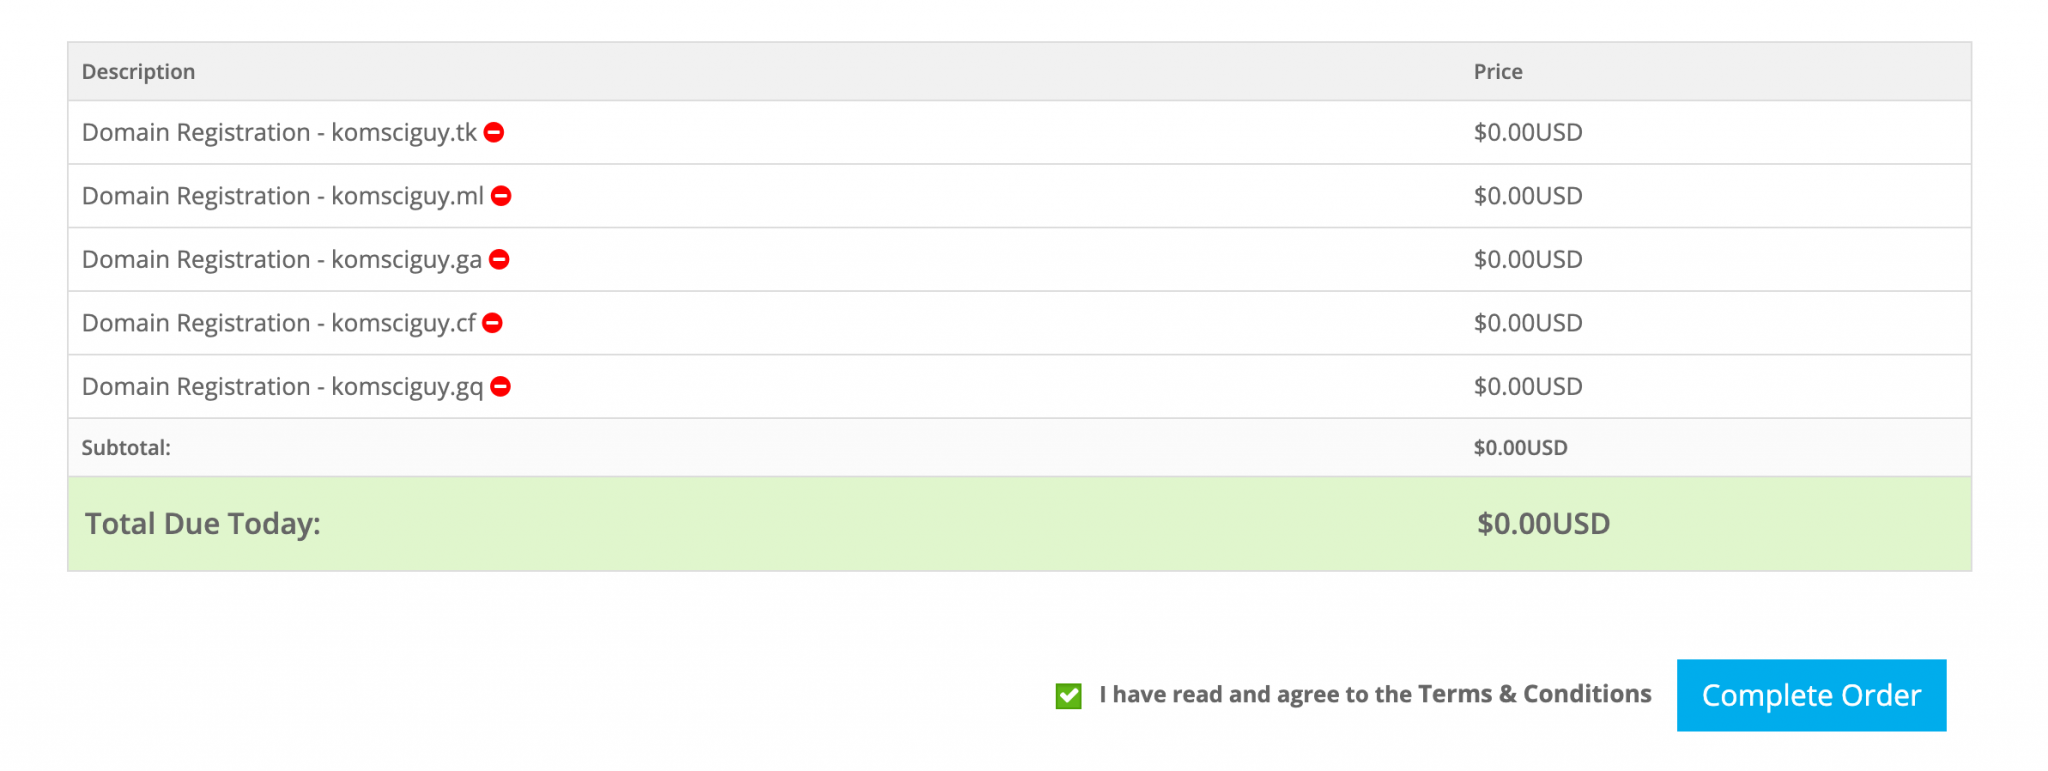 Description Price
Domain Registration - komsciguy.tk $0.00USD
Domain Registration - komsciguy.ml $0.00USD
Domain Registration - komsciguy.ga $0.00USD
Domain Registration - komsciguy.cf $0.00USD
Domain Registration - komsciguy.gq $0.00USD
Subtotal: $0.00USD
Total Due Today: $0.00USD
I have read and agree to the Terms & Conditions Complete Order